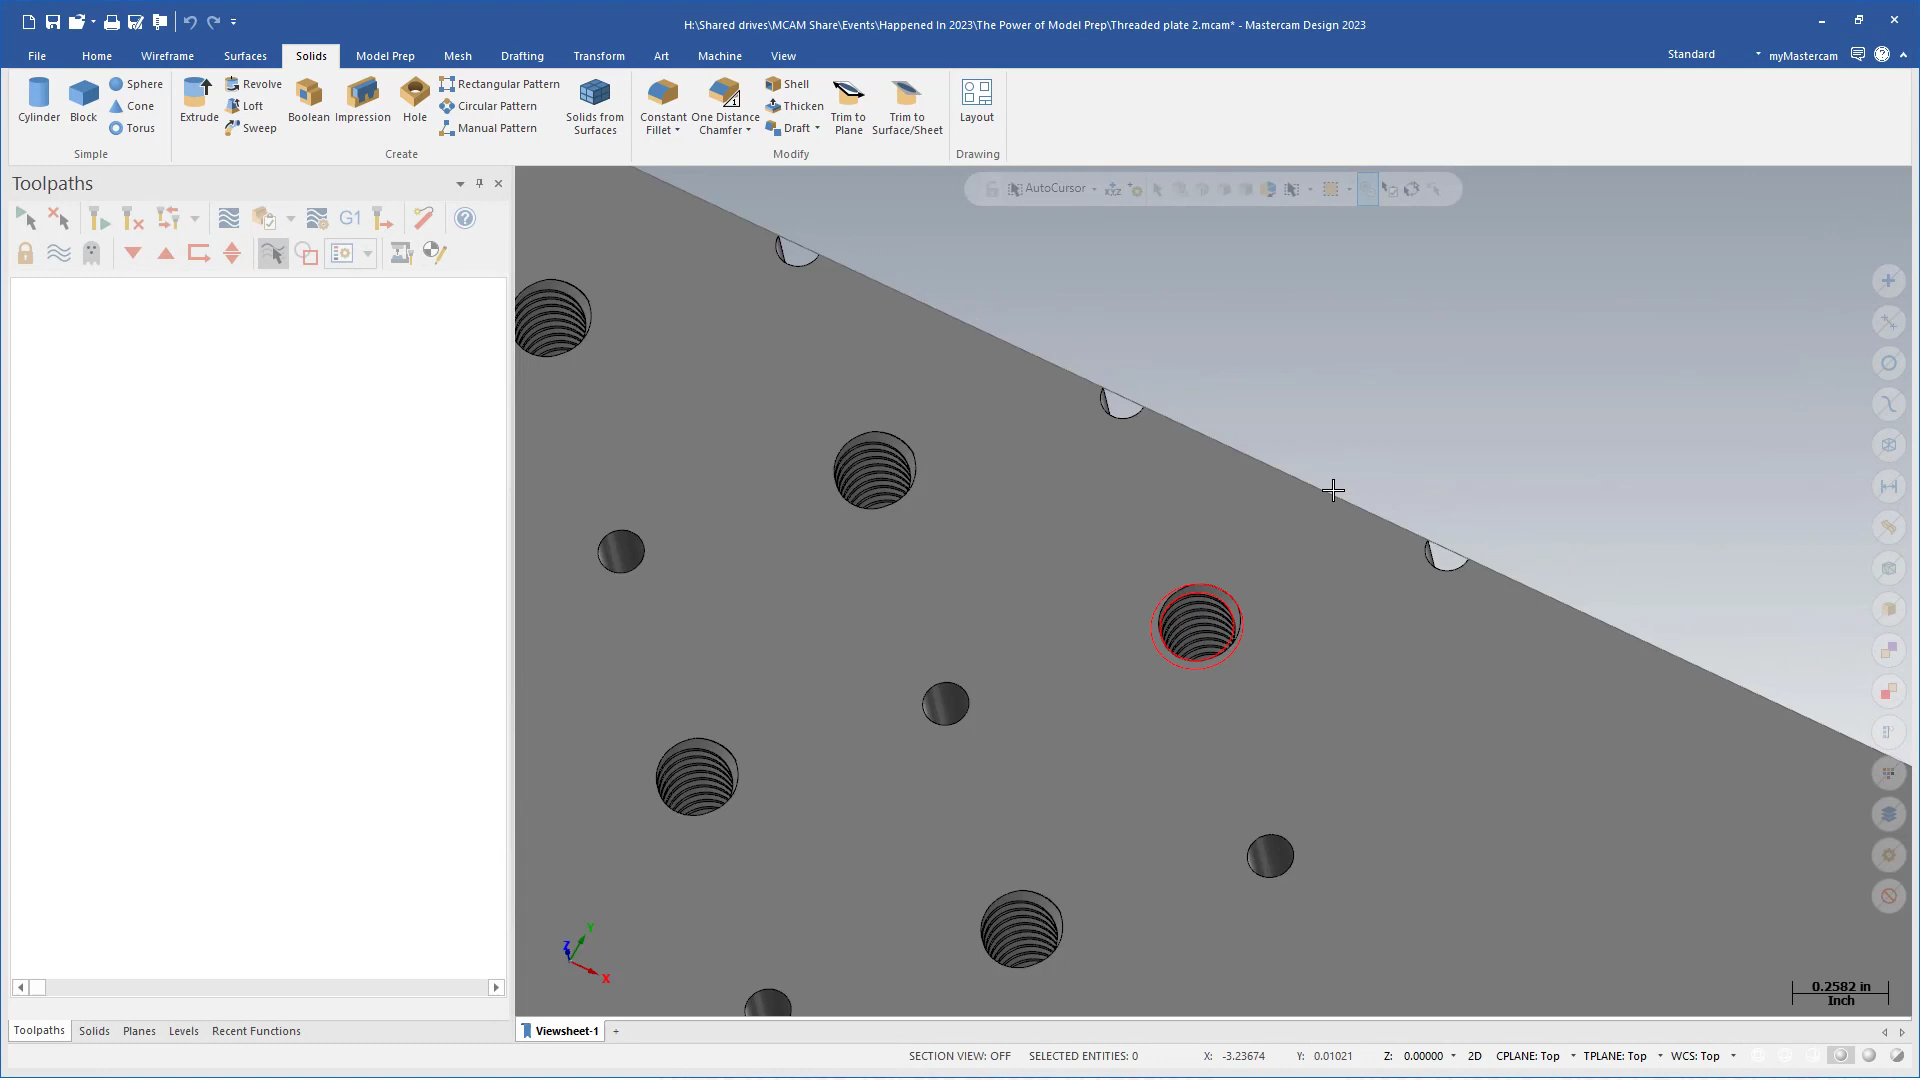 H:\Shared drives\MCAM Share\Events\Happened In 2023\The Power of Model Prep\Threaded plate 2.mcam* - Mastercam Design 2023
File Home Wireframe Surfaces Solids Model Prep Mesh Drafting Transform Art Machine View Standard myMastercam
Cylinder Block Sphere Cone Torus
Simple
Extrude Revolve Loft Sweep Boolean Impression Hole Rectangular Pattern Circular Pattern Manual Pattern Solids from Surfaces
Create
Constant Fillet One Distance Chamfer Shell Thicken Draft Trim to Plane Trim to Surface/Sheet
Modify
Layout
Drawing
Toolpaths
G1
AutoCursor
XYZ
Y
Z
X
0.2582 in
Inch
Toolpaths Solids Planes Levels Recent Functions
Viewsheet-1 +
SECTION VIEW: OFF SELECTED ENTITIES: 0 X: -3.23674 Y: 0.01021 Z: 0.00000 2D CPLANE: Top TPLANE: Top WCS: Top